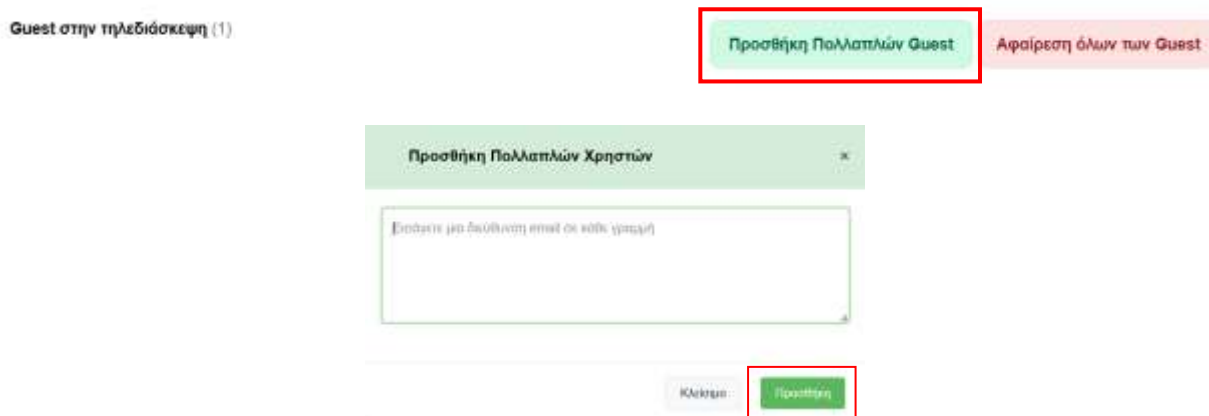 Guest στην τηλεδιάσκεψη (1)
Προσθήκη Πολλαπλών Guest
Αφαίρεση όλων των Guest
Προσθήκη Πολλαπλών Χρηστών
×
Εισάγετε μια διεύθυνση email σε κάθε γραμμή
Κλείσιμο
Προσθήκη